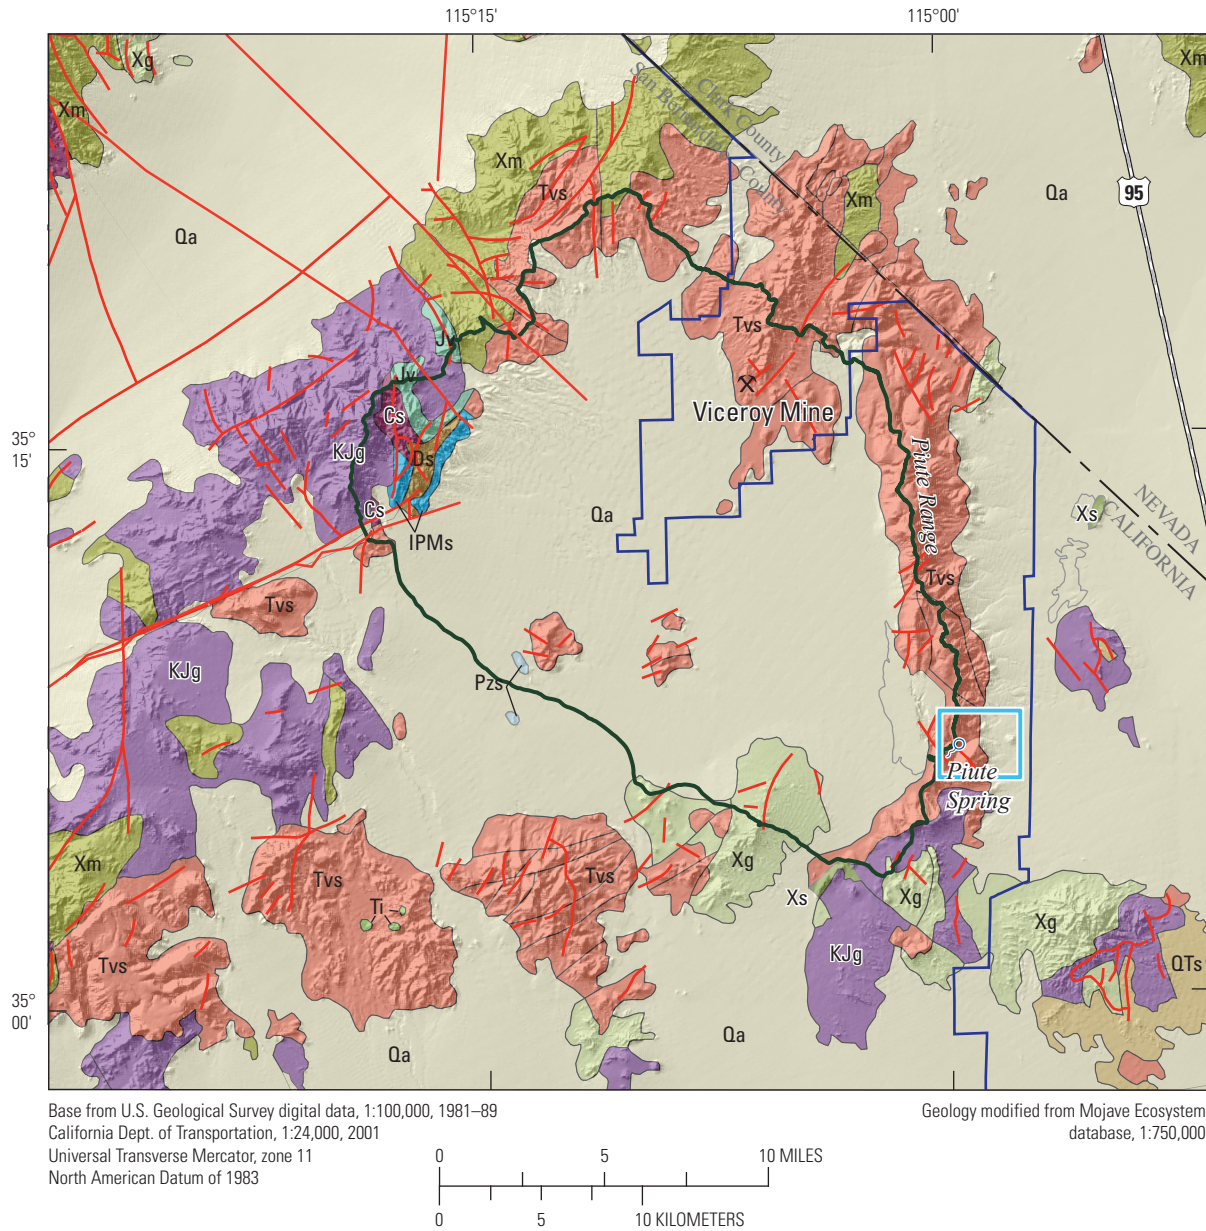 115°15'
115°00'
Xg
Xm
Xm
Clark County
San Bernardino County
95
Xm
Tvs
Xm
Qa
Qa
Tvs
Jv
Jv
Viceroy Mine
Cs
35°
15'
KJg
Ds
Piute Range
Cs
Qa
IPMs
Xs
NEVADA
CALIFORNIA
Tvs
Tvs
KJg
Pzs
Piute
Spring
Xm
Tvs
Ti
Tvs
Xg
Xs
Xg
Xg
KJg
QTs
Tvs
35°
00'
Qa
Qa
Base from U.S. Geological Survey digital data, 1:100,000, 1981–89
California Dept. of Transportation, 1:24,000, 2001
Universal Transverse Mercator, zone 11
North American Datum of 1983
Geology modified from Mojave Ecosystem
database, 1:750,000
0 5 10 MILES
0 5 10 KILOMETERS